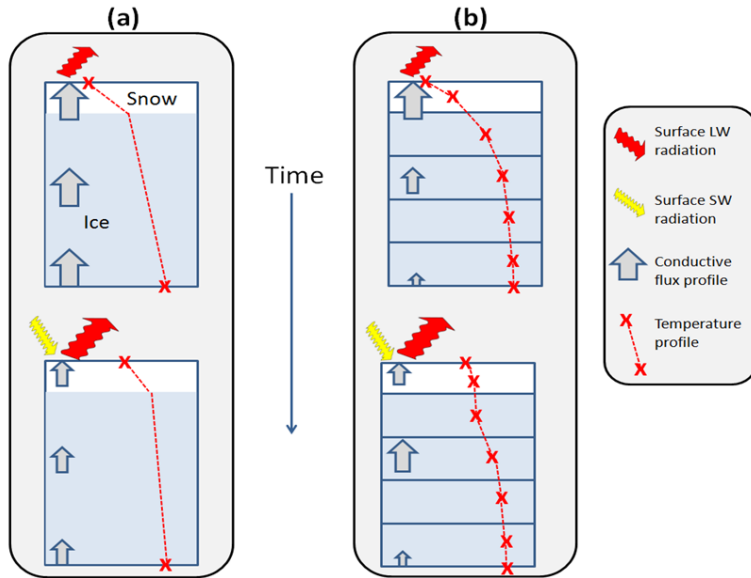 (a)
(b)
Snow
Ice
Time
Surface LW
radiation
Surface SW
radiation
Conductive
flux profile
Temperature
profile